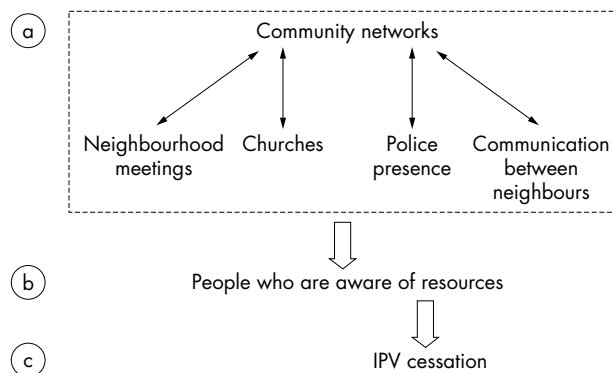 a
Community networks
Neighbourhood
meetings
Churches
Police
presence
Communication
between
neighbours
b
People who are aware of resources
c
IPV cessation